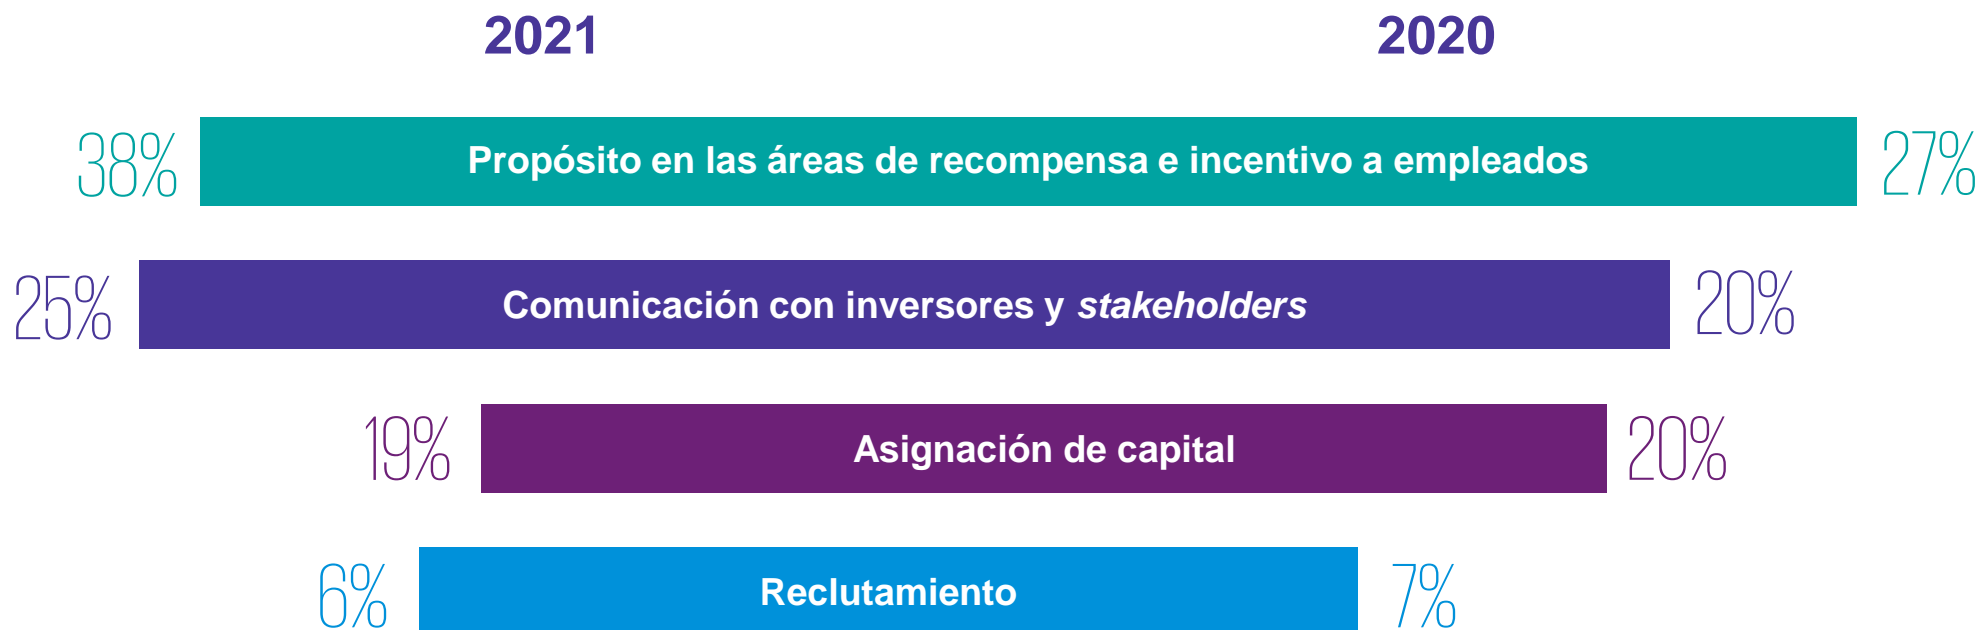 2021 2020
38% Propósito en las áreas de recompensa e incentivo a empleados 27%
25% Comunicación con inversores y stakeholders 20%
19% Asignación de capital 20%
6% Reclutamiento 7%